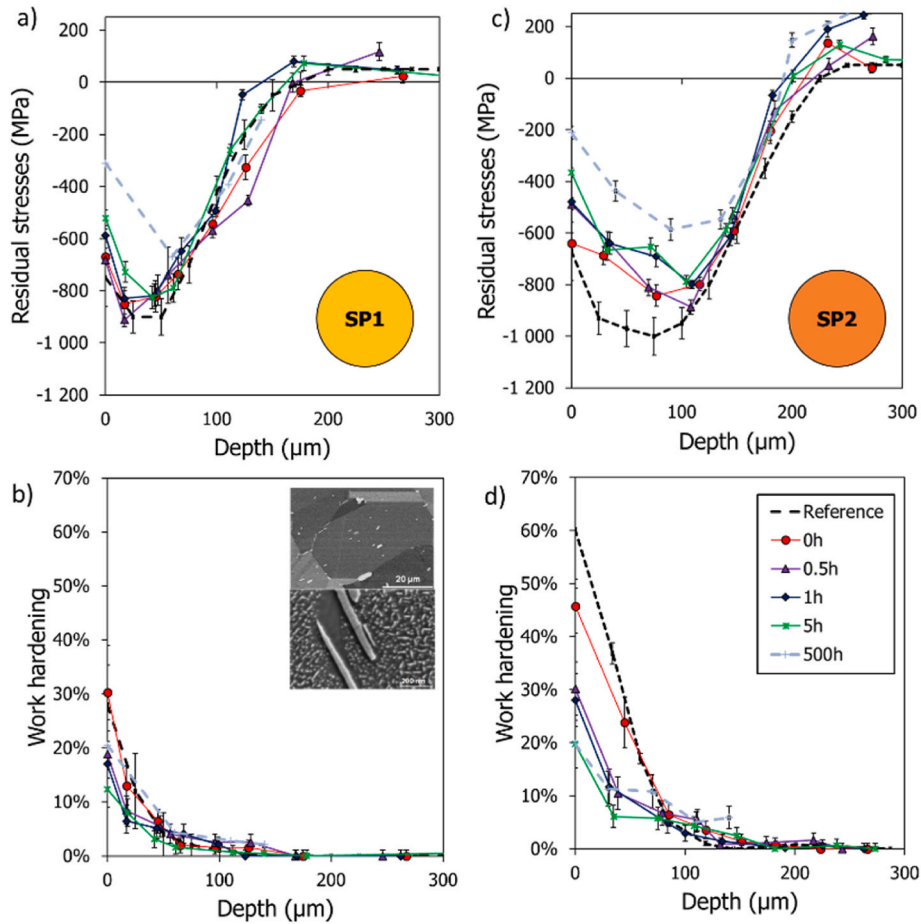 a)
200
0
-200
-400
-600
-800
-1 000
-1 200
Residual stresses (MPa)
0 100 200 300
Depth (µm)
SP1
c)
200
0
-200
-400
-600
-800
-1 000
-1 200
Residual stresses (MPa)
0 100 200 300
Depth (µm)
SP2
b)
70%
60%
50%
40%
30%
20%
10%
0%
Work hardening
0 100 200 300
Depth (µm)
20 µm
d)
70%
60%
50%
40%
30%
20%
10%
0%
Work hardening
0 100 200 300
Depth (µm)
Reference
0h
0.5h
1h
5h
500h